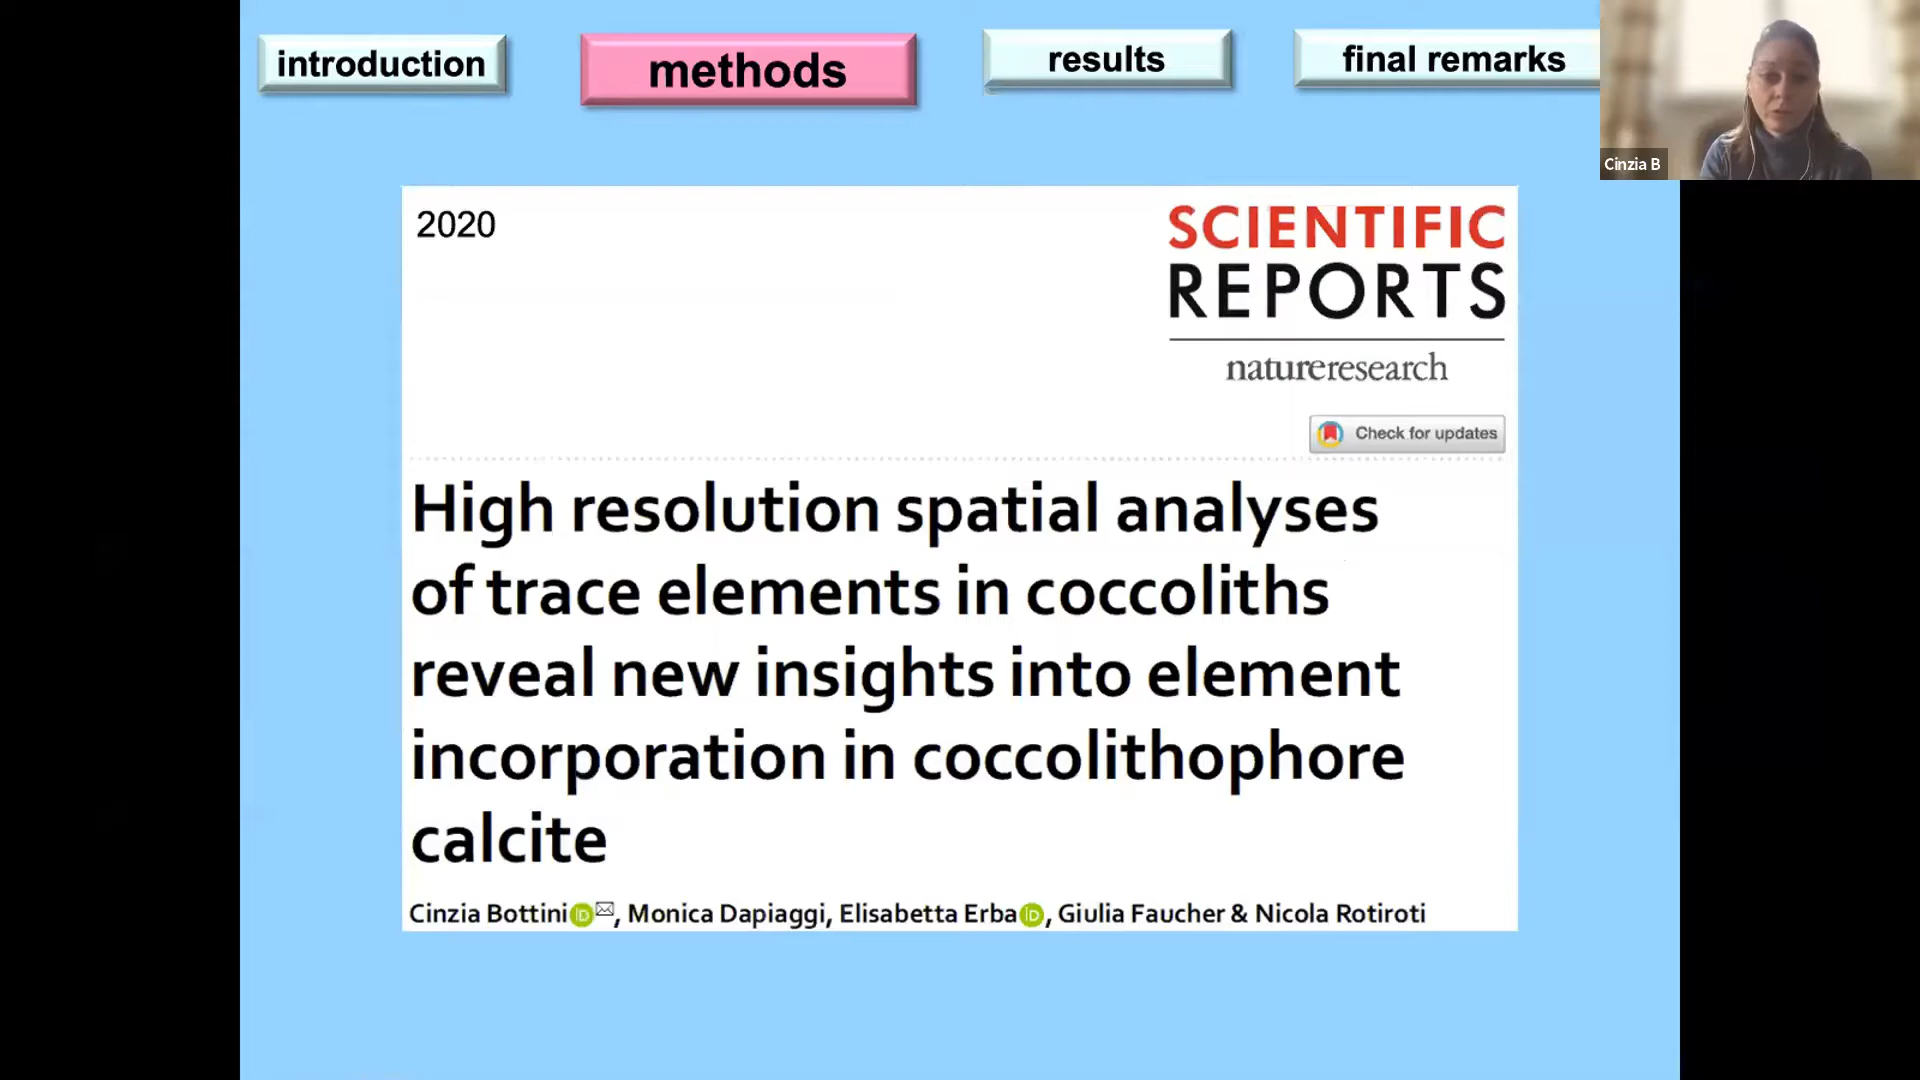 introduction
methods
results
final remarks
Cinzia B
2020
SCIENTIFIC
REPORTS
natureresearch
Check for updates
High resolution spatial analyses
of trace elements in coccoliths
reveal new insights into element
incorporation in coccolithophore
calcite
Cinzia Bottini iD, Monica Dapiaggi, Elisabetta Erba iD, Giulia Faucher & Nicola Rotiroti